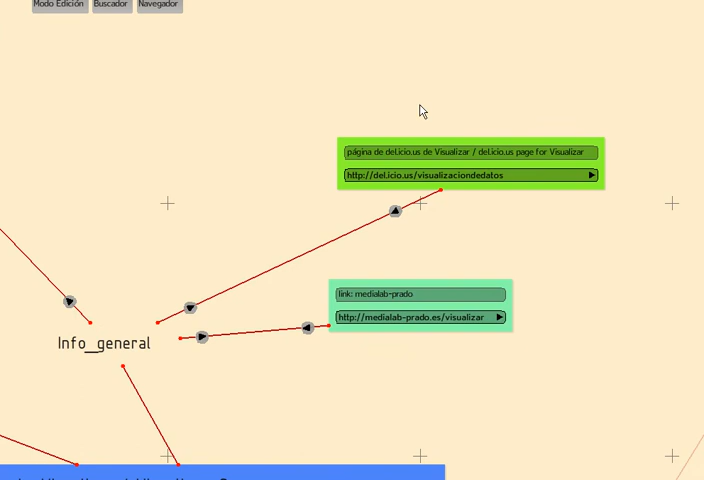 Modo Edición
Buscador
Navegador
página de del.icio.us de Visualizar / del.icio.us page for Visualizar
http://del.icio.us/visualizaciondedatos
link: medialab-prado
http://medialab-prado.es/visualizar
Info_general